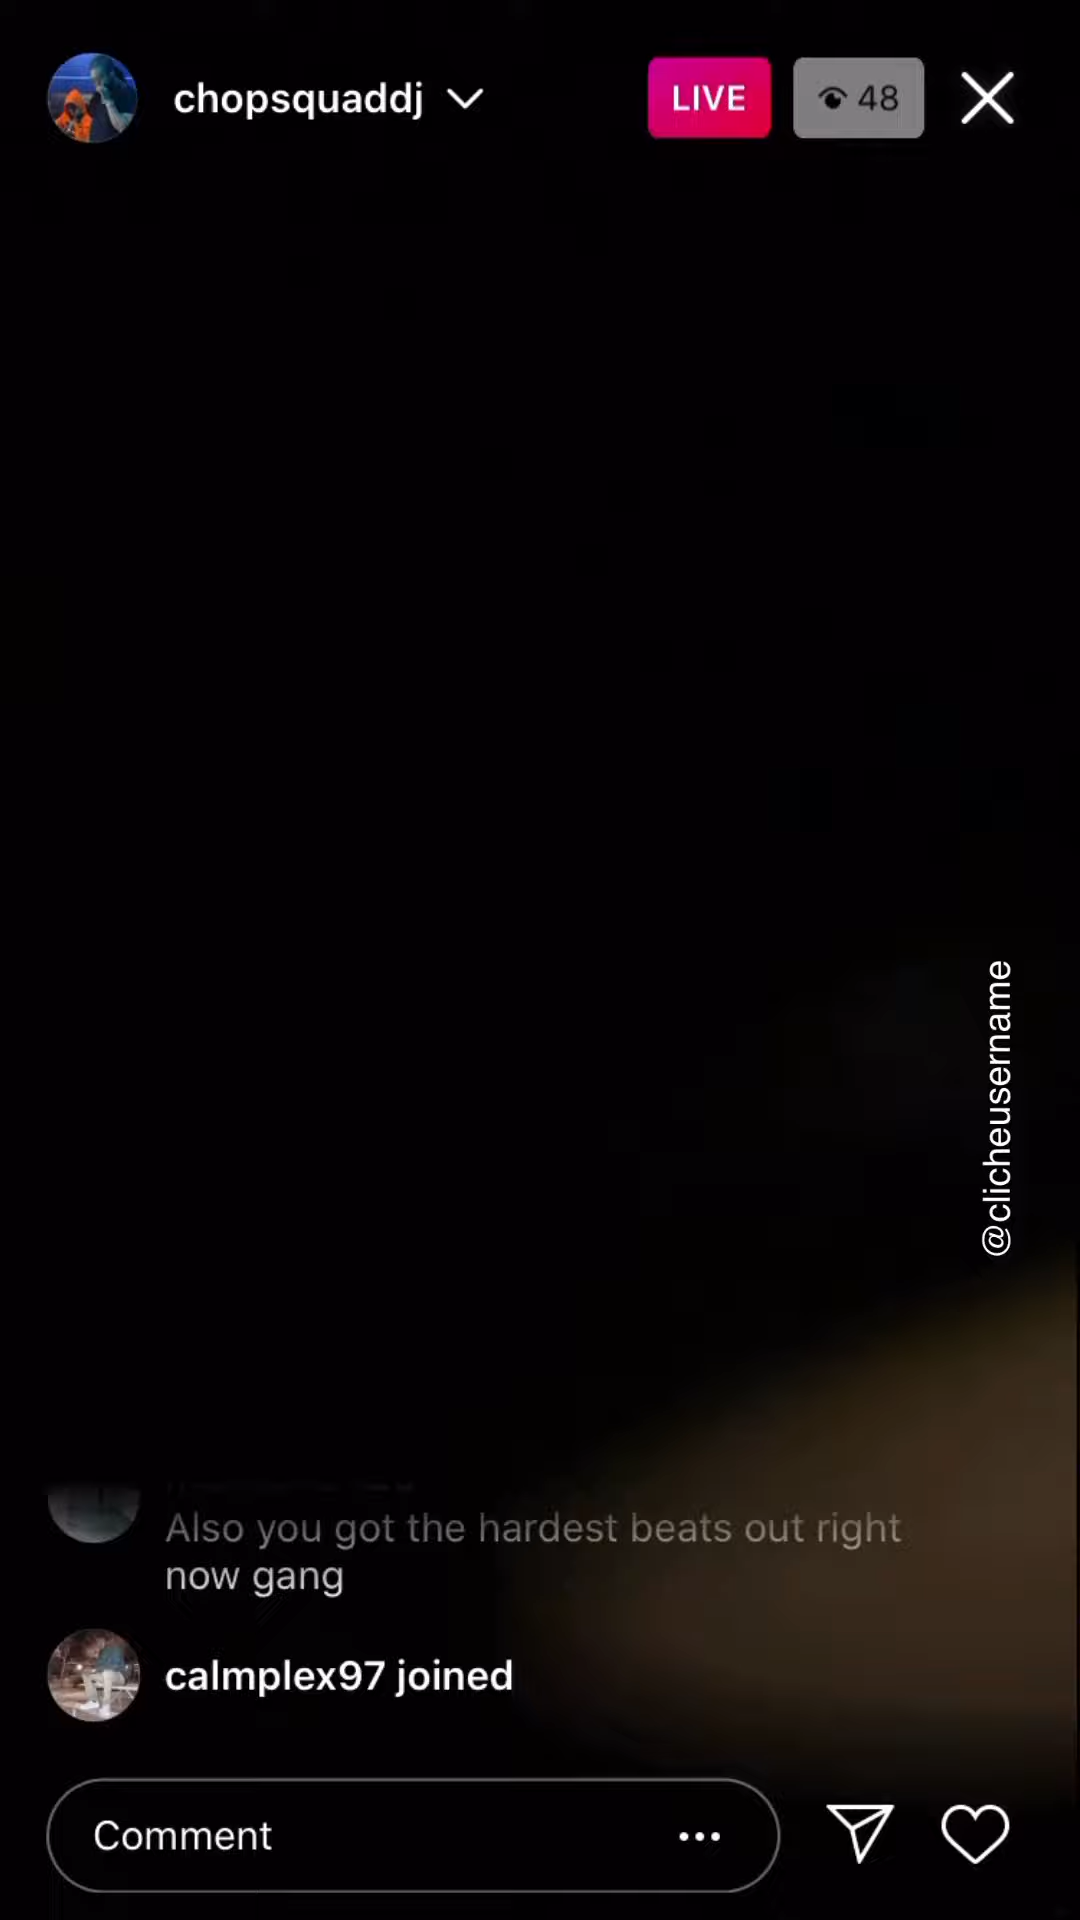 chopsquaddj
LIVE
48
@clicheusername
Also you got the hardest beats out right
now gang
calmplex97 joined
Comment